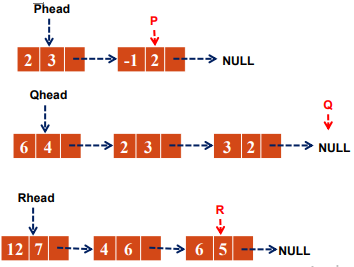 Phead
P
2 3 -1 2 NULL
Qhead
Q
6 4 2 3 3 2 NULL
Rhead
R
12 7 4 6 6 5 NULL